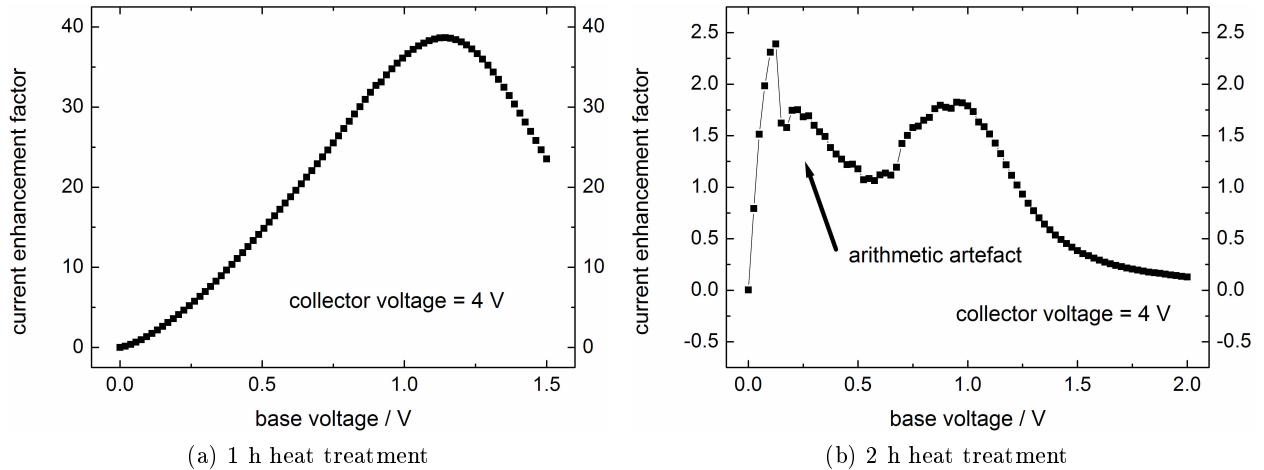 current enhancement factor
40
30
20
10
0
40
30
20
10
0
collector voltage = 4 V
0.0 0.5 1.0 1.5
base voltage / V
(a) 1 h heat treatment
current enhancement factor
2.5
2.0
1.5
1.0
0.5
0.0
-0.5
2.5
2.0
1.5
1.0
0.5
0.0
-0.5
arithmetic artefact
collector voltage = 4 V
0.0 0.5 1.0 1.5 2.0
base voltage / V
(b) 2 h heat treatment